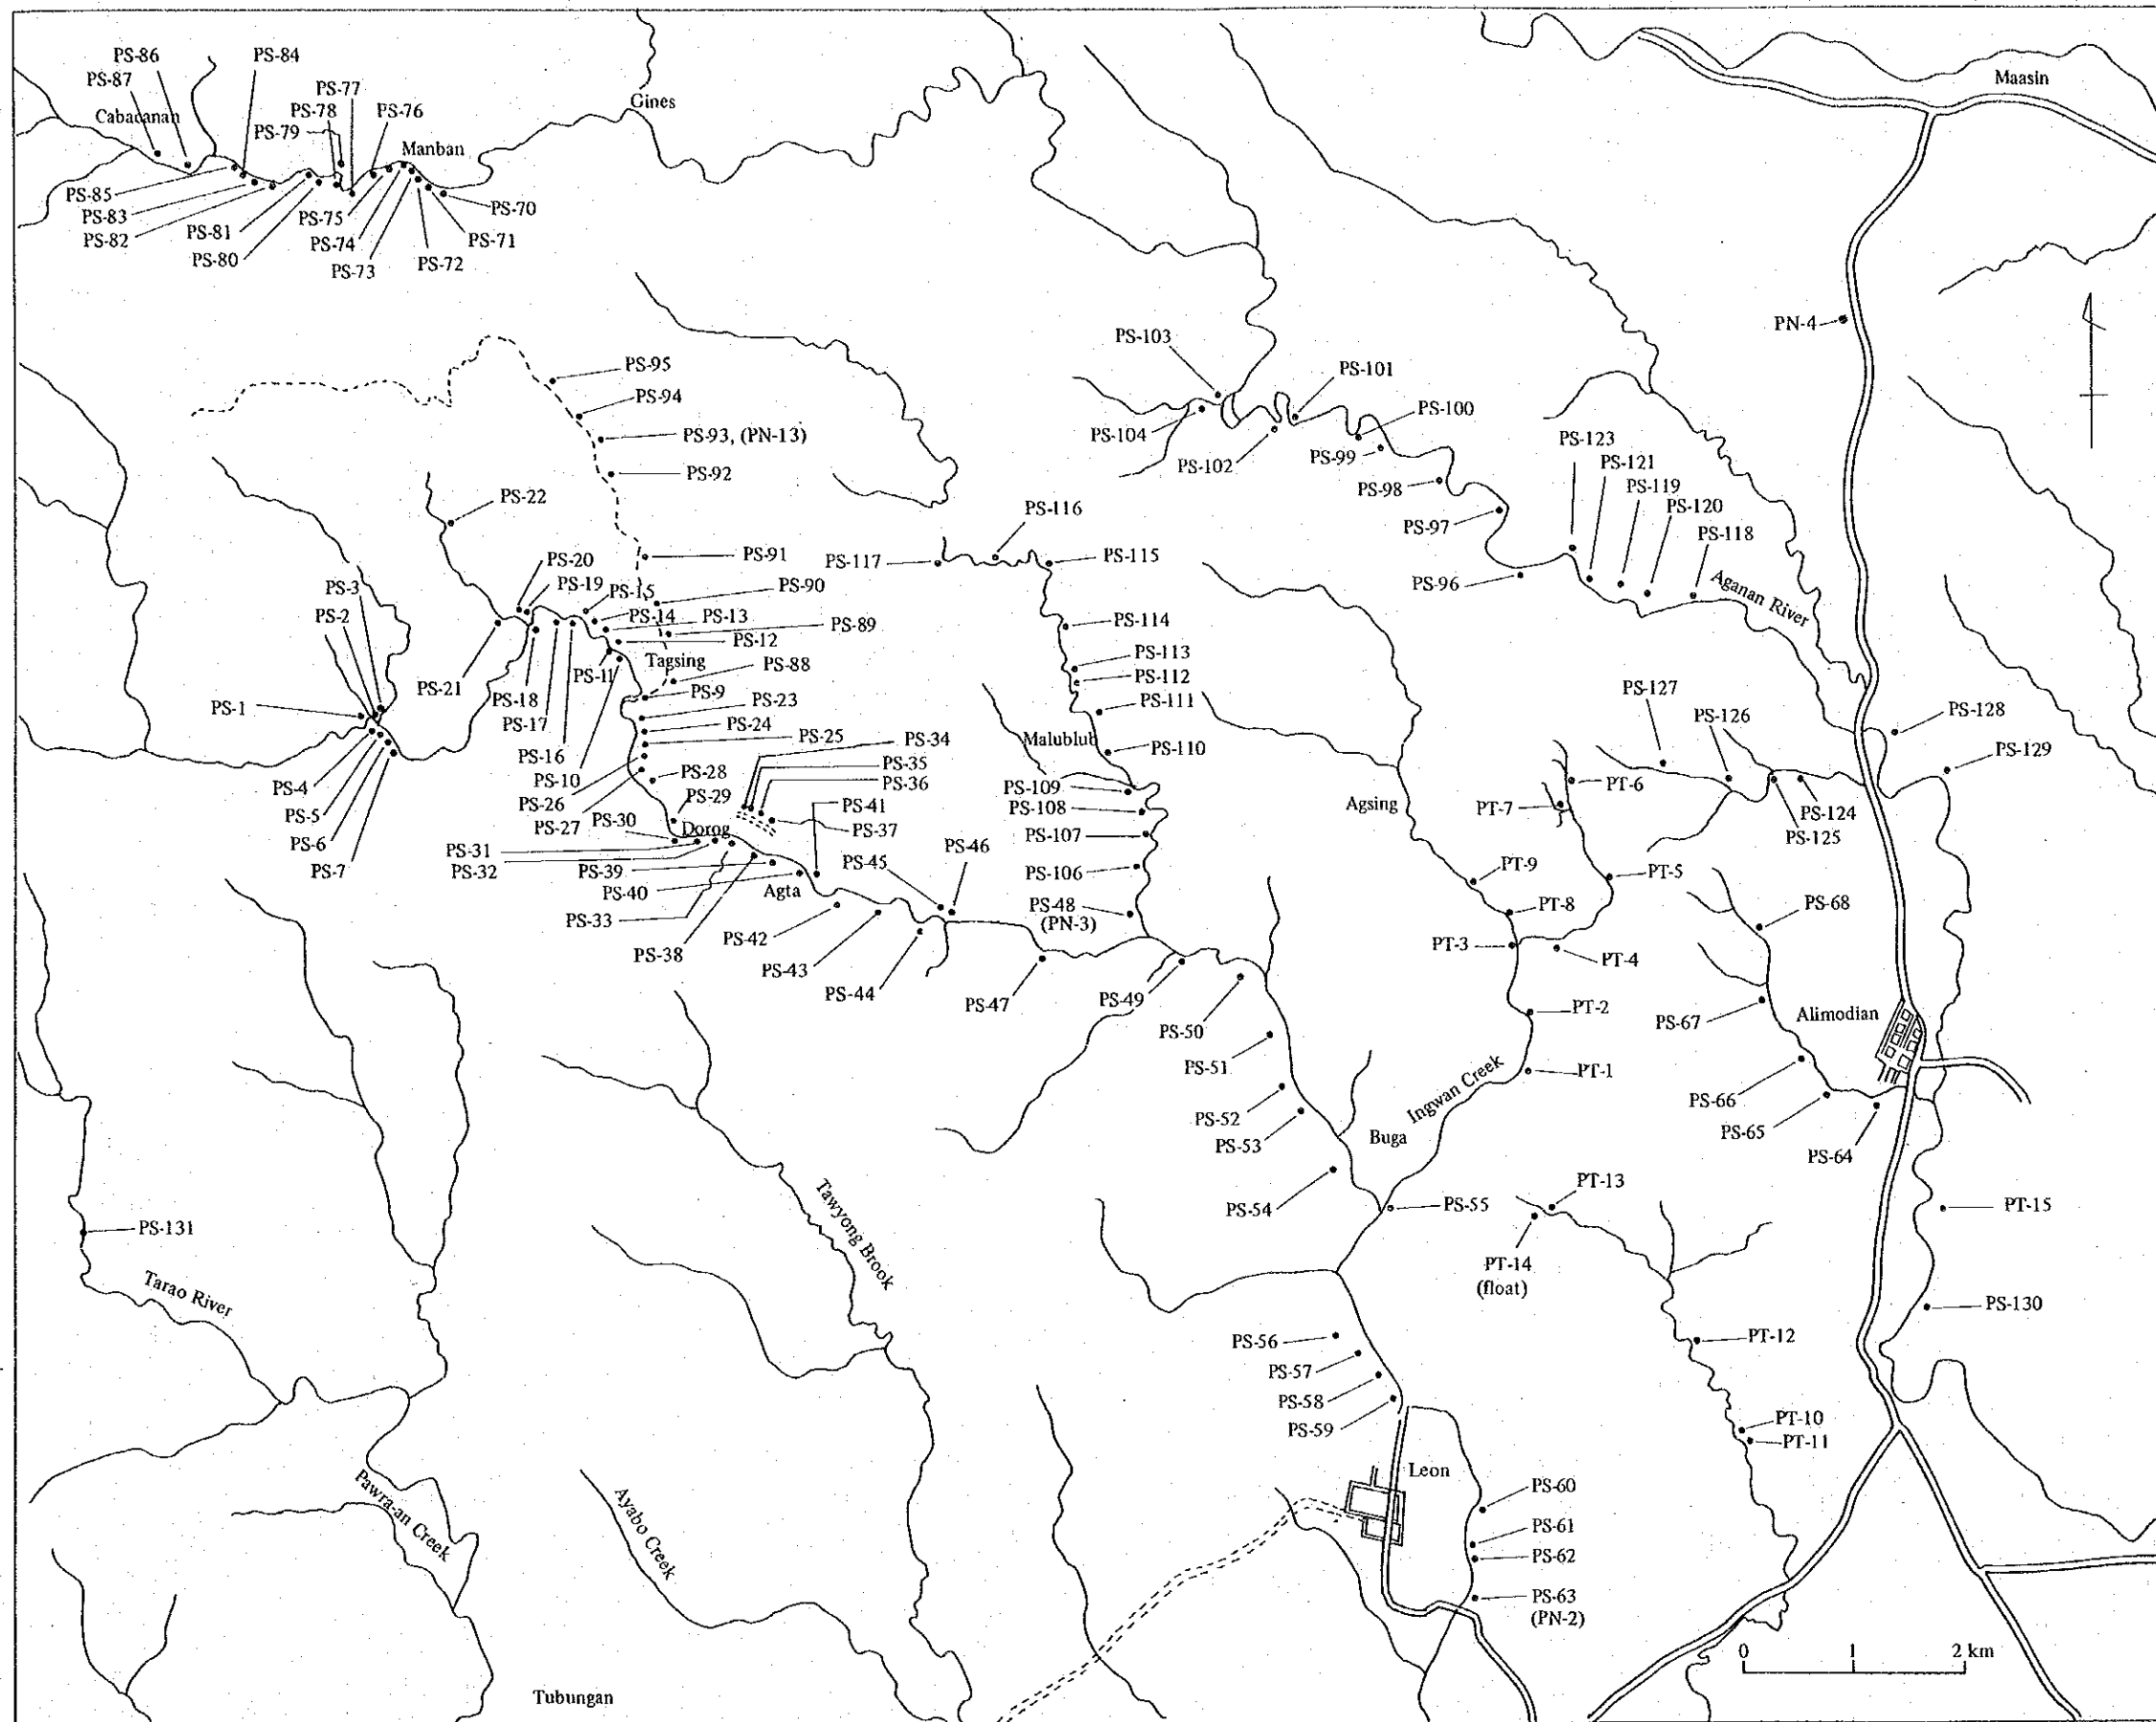 PS-86
PS-84
PS-87
PS-77
PS-78
PS-76
Cabacanan
PS-79
Gines
Maasin
Manban
PS-85
PS-83
PS-82
PS-81
PS-75
PS-70
PS-80
PS-74
PS-71
PS-73
PS-72
PN-4
PS-103
PS-95
PS-101
PS-94
PS-100
PS-93, (PN-13)
PS-104
PS-123
PS-102
PS-99
PS-92
PS-121
PS-98
PS-119
PS-22
PS-120
PS-116
PS-97
PS-118
PS-91
PS-117
PS-115
PS-20
PS-19
PS-15
PS-90
PS-96
Aganan River
PS-3
PS-2
PS-14
PS-13
PS-89
PS-114
PS-12
PS-113
Tagsing
PS-88
PS-112
PS-11
PS-21
PS-18
PS-9
PS-127
PS-1
PS-17
PS-23
PS-111
PS-126
PS-128
PS-24
PS-25
PS-34
Malublub
PS-110
PS-129
PS-16
PS-35
PS-10
PS-28
PS-36
PS-109
PT-6
PS-4
PS-26
PS-29
PS-41
PS-108
Agsing
PT-7
PS-124
PS-5
PS-27
PS-30
Dorog
PS-37
PS-107
PS-125
PS-6
PS-31
PS-46
PS-7
PS-32
PS-39
PS-45
PS-106
PT-9
PT-5
PS-40
Agta
PS-48
(PN-3)
PT-8
PS-68
PS-33
PS-42
PT-3
PS-38
PT-4
PS-43
PS-44
PS-47
PS-49
PT-2
PS-67
Alimodian
PS-50
PS-51
PT-1
Ingwan Creek
PS-66
PS-52
PS-53
Buga
PS-65
PS-64
PT-13
Tawyong Brook
PS-54
PS-55
PT-15
PS-131
PT-14
(float)
Tarao River
PS-130
PS-56
PT-12
PS-57
PS-58
PS-59
PT-10
PT-11
Leon
PS-60
Pawra-an Creek
Ayabo Creek
PS-61
PS-62
PS-63
(PN-2)
0 1 2 km
Tubungan